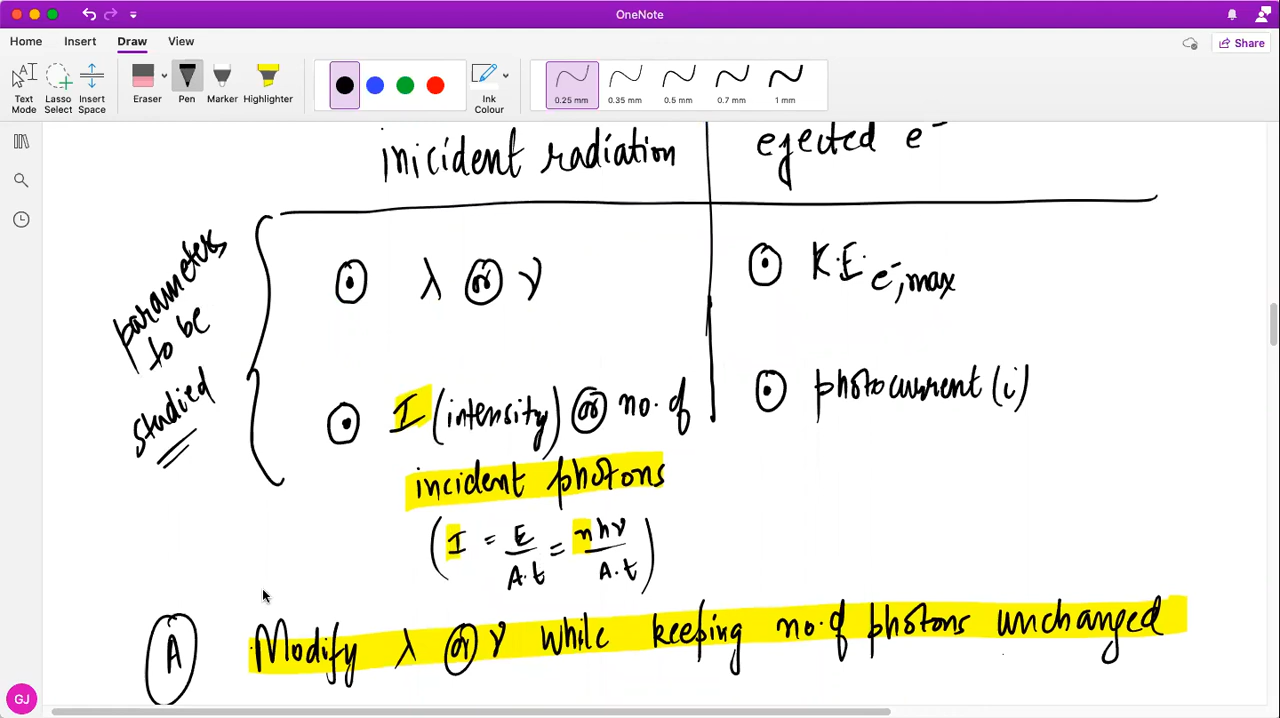 OneNote
Home Insert Draw View
Share
Text Mode
Lasso Select
Insert Space
Eraser
Pen
Marker
Highlighter
Ink Colour
0.25 mm
0.35 mm
0.5 mm
0.7 mm
1 mm
inicident radiation
ejected e⁻
parameters to be studied
λ or ν
K.E. e⁻,max
I (intensity) or no. of
incident photons
photocurrent (i)
(I = E/A.t = nhν/A.t)
A Modify λ or ν while keeping no. of photons unchanged
GJ